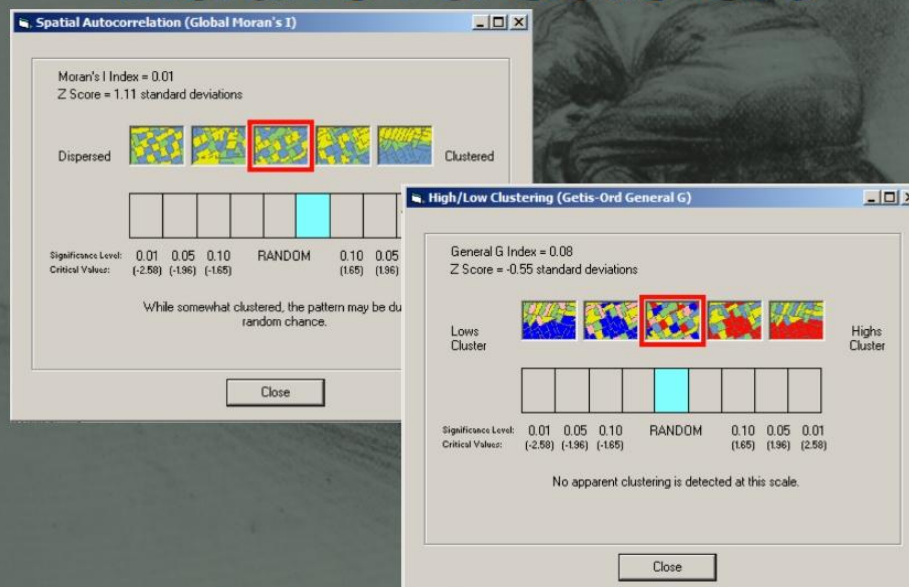 Spatial Autocorrelation (Global Moran's I)
Moran's I Index = 0.01
Z Score = 1.11 standard deviations
Dispersed
Clustered
Significance Level: 0.01 0.05 0.10 RANDOM 0.10 0.05
Critical Values: (-2.58) (-1.96) (-1.65) (1.65) (1.96)
While somewhat clustered, the pattern may be du
random chance.
Close
High/Low Clustering (Getis-Ord General G)
General G Index = 0.08
Z Score = -0.55 standard deviations
Lows
Cluster
Highs
Cluster
Significance Level: 0.01 0.05 0.10 RANDOM 0.10 0.05 0.01
Critical Values: (-2.58) (-1.96) (-1.65) (1.65) (1.96) (2.58)
No apparent clustering is detected at this scale.
Close